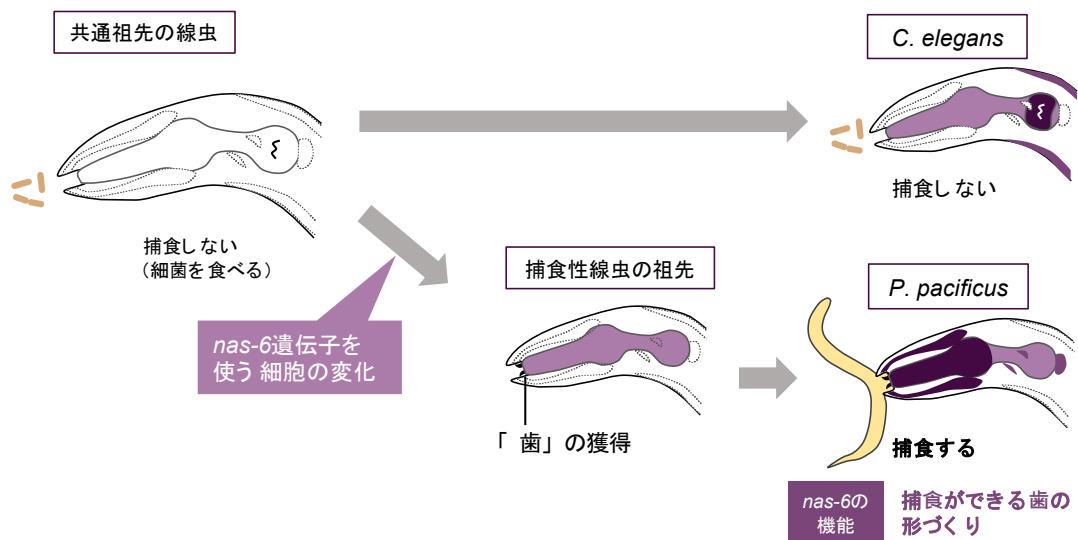 共通祖先の線虫
C. elegans
捕食しない
（細菌を食べる）
捕食しない
nas-6遺伝子を
使う細胞の変化
捕食性線虫の祖先
「歯」の獲得
P. pacificus
捕食する
nas-6の
機能
捕食ができる歯の
形づくり